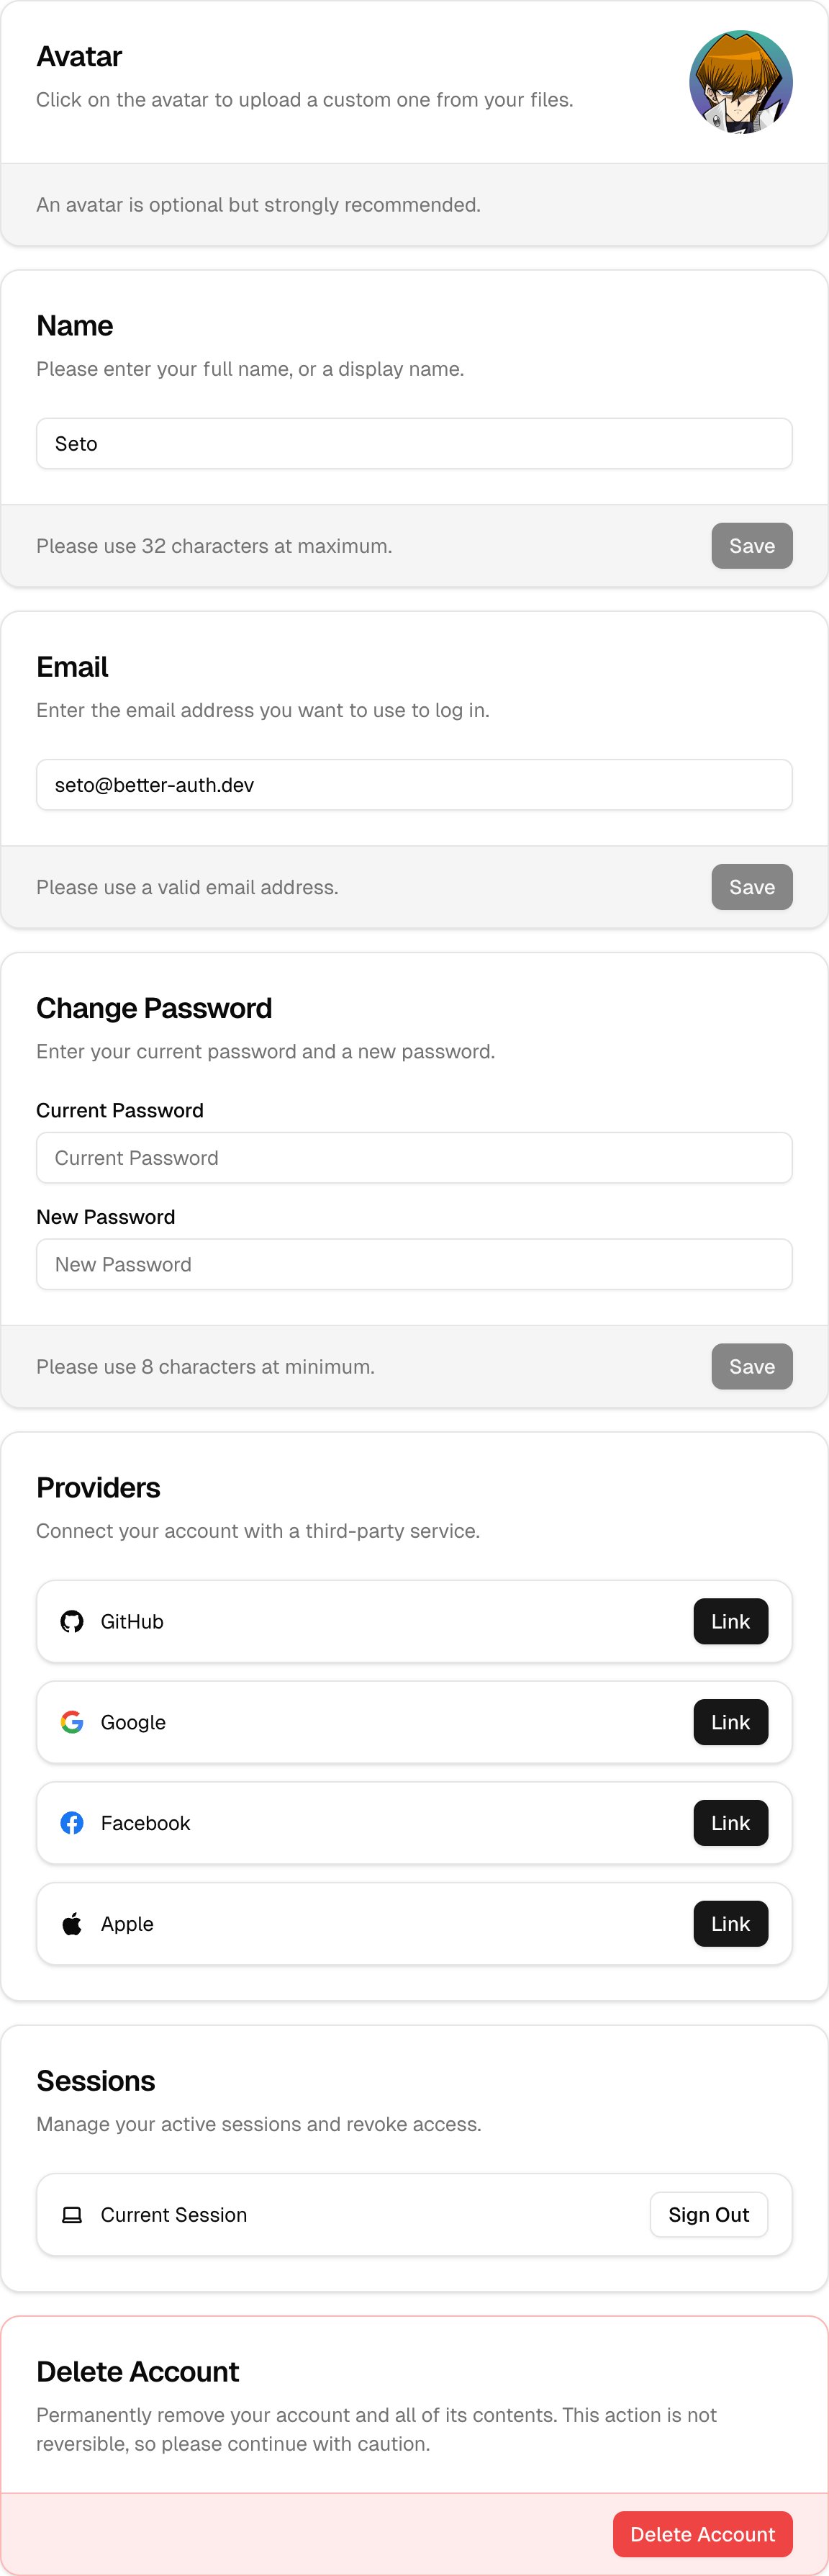 Avatar
Click on the avatar to upload a custom one from your files.
An avatar is optional but strongly recommended.
Name
Please enter your full name, or a display name.
Seto
Please use 32 characters at maximum.
Save
Email
Enter the email address you want to use to log in.
seto@better-auth.dev
Please use a valid email address.
Save
Change Password
Enter your current password and a new password.
Current Password
Current Password
New Password
New Password
Please use 8 characters at minimum.
Save
Providers
Connect your account with a third-party service.
GitHub
Link
Google
Link
Facebook
Link
Apple
Link
Sessions
Manage your active sessions and revoke access.
Current Session
Sign Out
Delete Account
Permanently remove your account and all of its contents. This action is not
reversible, so please continue with caution.
Delete Account